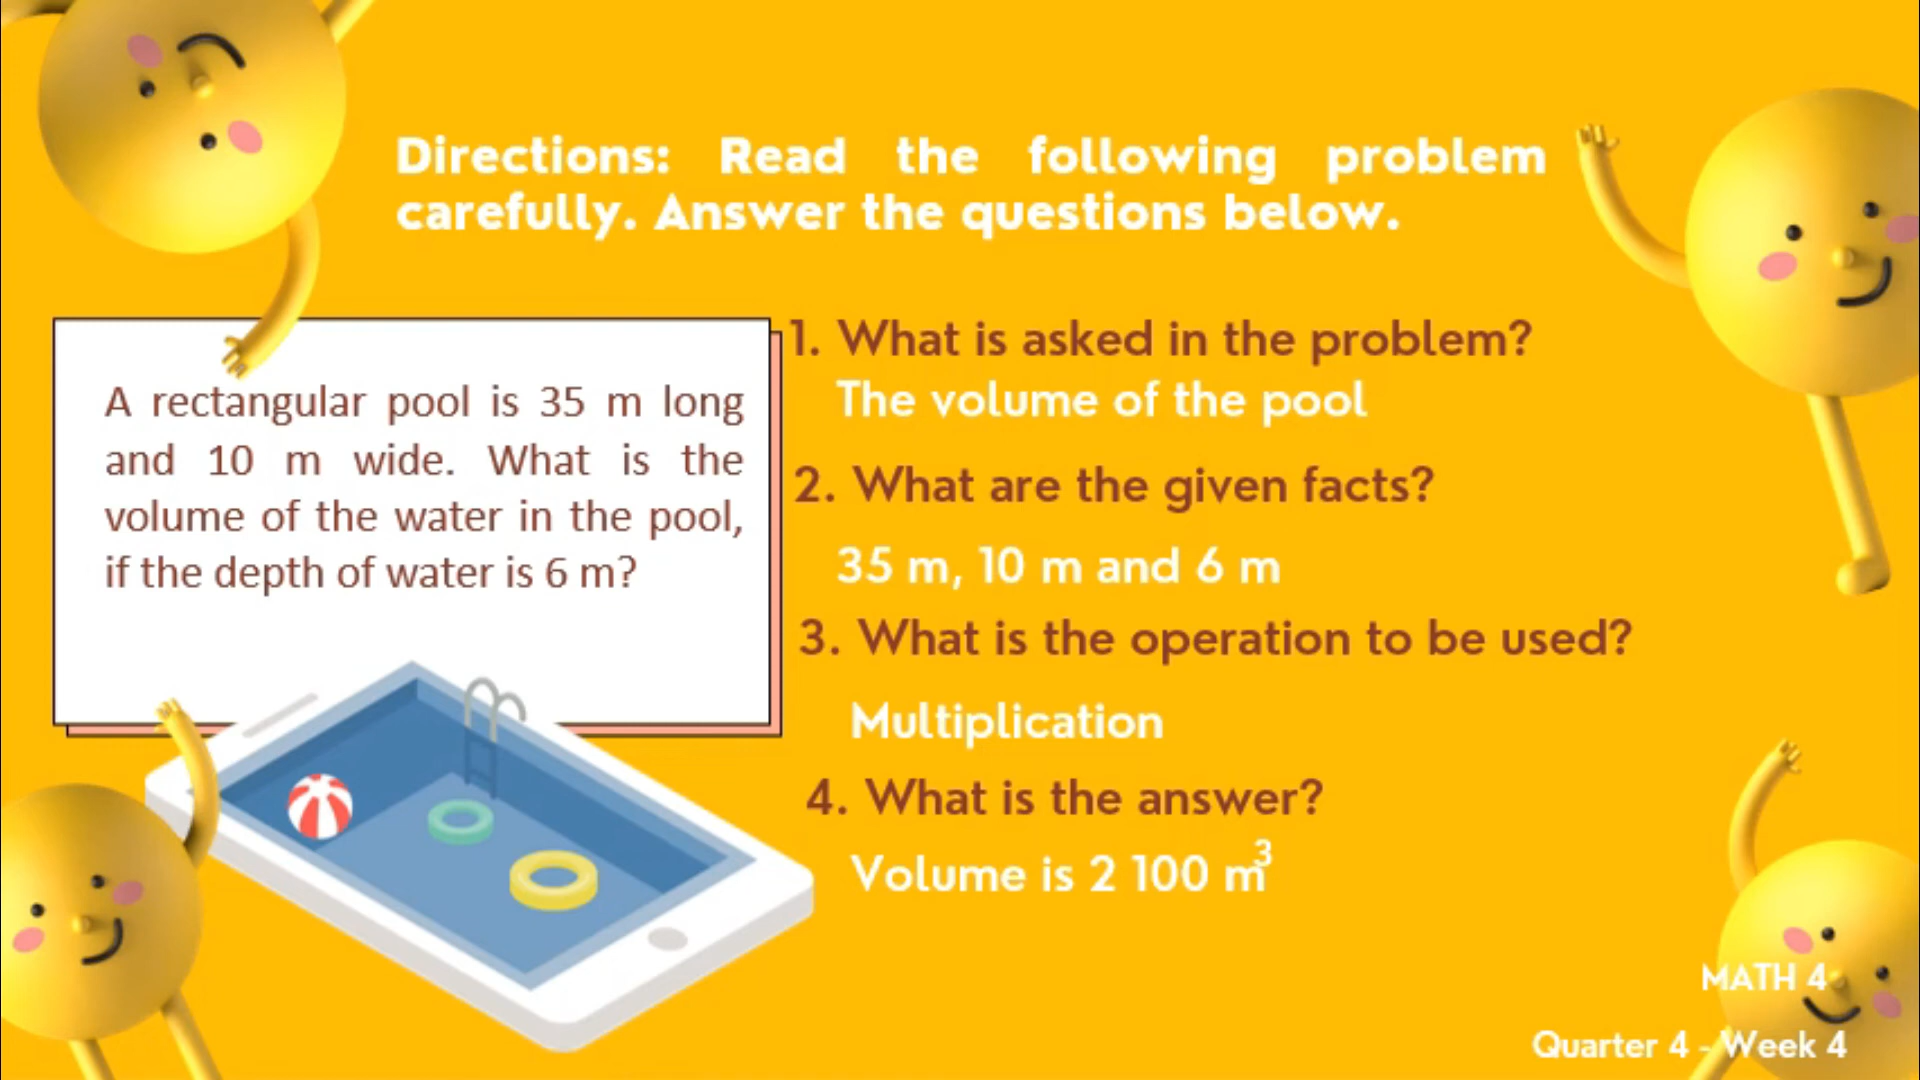 Directions: Read the following problem
carefully. Answer the questions below.
A rectangular pool is 35 m long
and 10 m wide. What is the
volume of the water in the pool,
if the depth of water is 6 m?
1. What is asked in the problem?
The volume of the pool
2. What are the given facts?
35 m, 10 m and 6 m
3. What is the operation to be used?
Multiplication
4. What is the answer?
Volume is 2 100 m³
MATH 4
Quarter 4 - Week 4